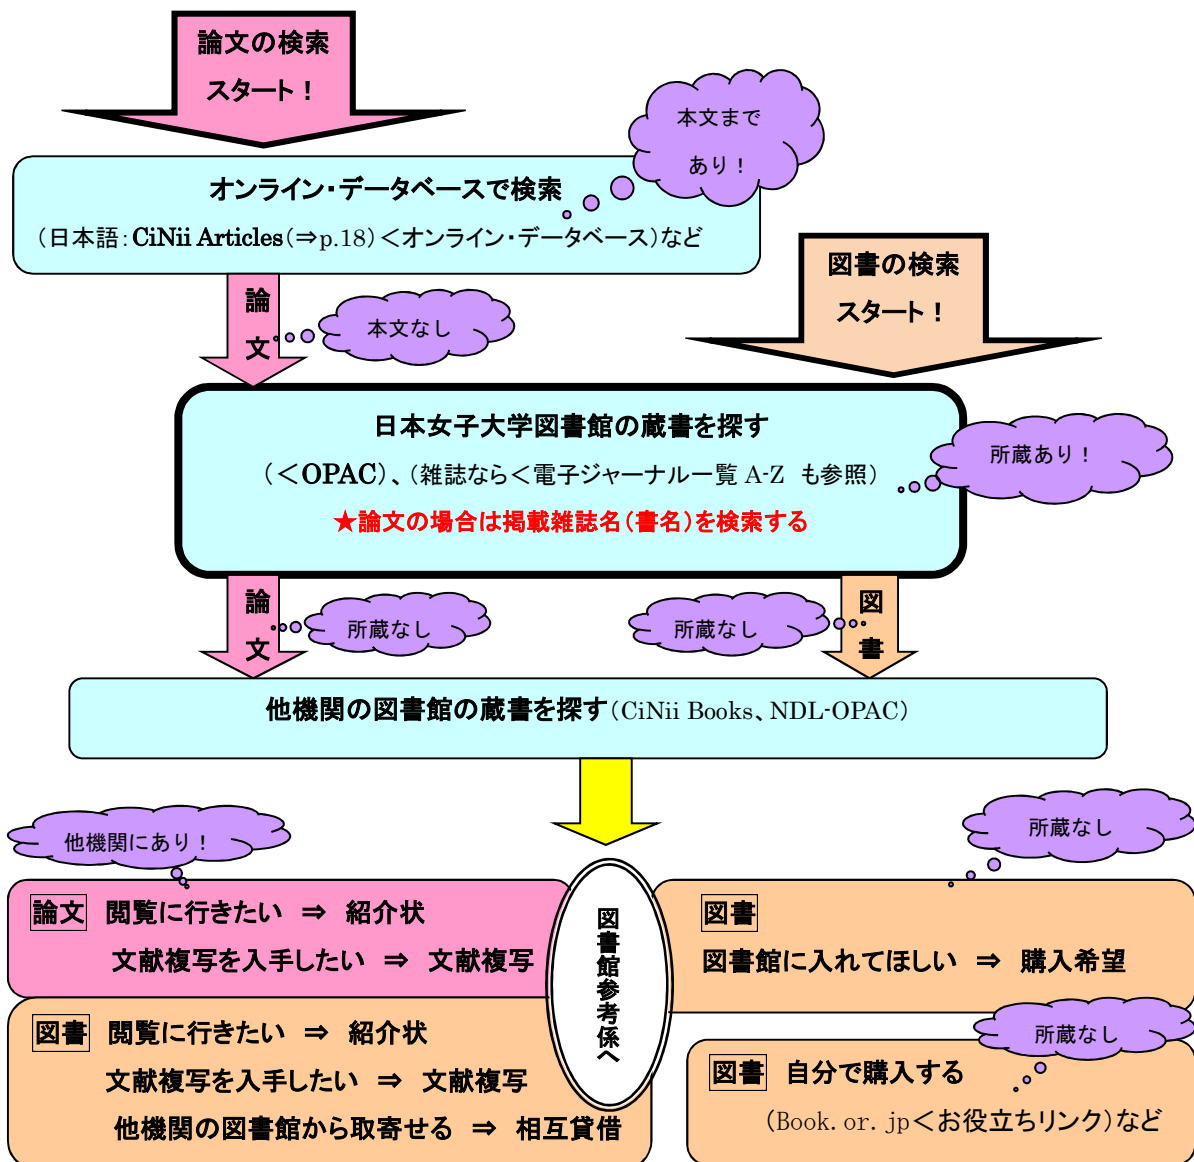 論文の検索
スタート！
本文まで
あり！
オンライン・データベースで検索
（日本語：CiNii Articles（⇒p.18）＜オンライン・データベース）など
図書の検索
スタート！
論文
本文なし
日本女子大学図書館の蔵書を探す
（＜OPAC）、（雑誌なら＜電子ジャーナル一覧 A-Z も参照）
★論文の場合は掲載雑誌名（書名）を検索する
所蔵あり！
論文
所蔵なし
所蔵なし
図書
他機関の図書館の蔵書を探す（CiNii Books、NDL-OPAC）
他機関にあり！
所蔵なし
論文 閲覧に行きたい ⇒ 紹介状
文献複写を入手したい ⇒ 文献複写
図書 閲覧に行きたい ⇒ 紹介状
文献複写を入手したい ⇒ 文献複写
他機関の図書館から取寄せる ⇒ 相互貸借
図書館参考係へ
図書
図書館に入れてほしい ⇒ 購入希望
所蔵なし
図書 自分で購入する
（Book.or.jp＜お役立ちリンク）など